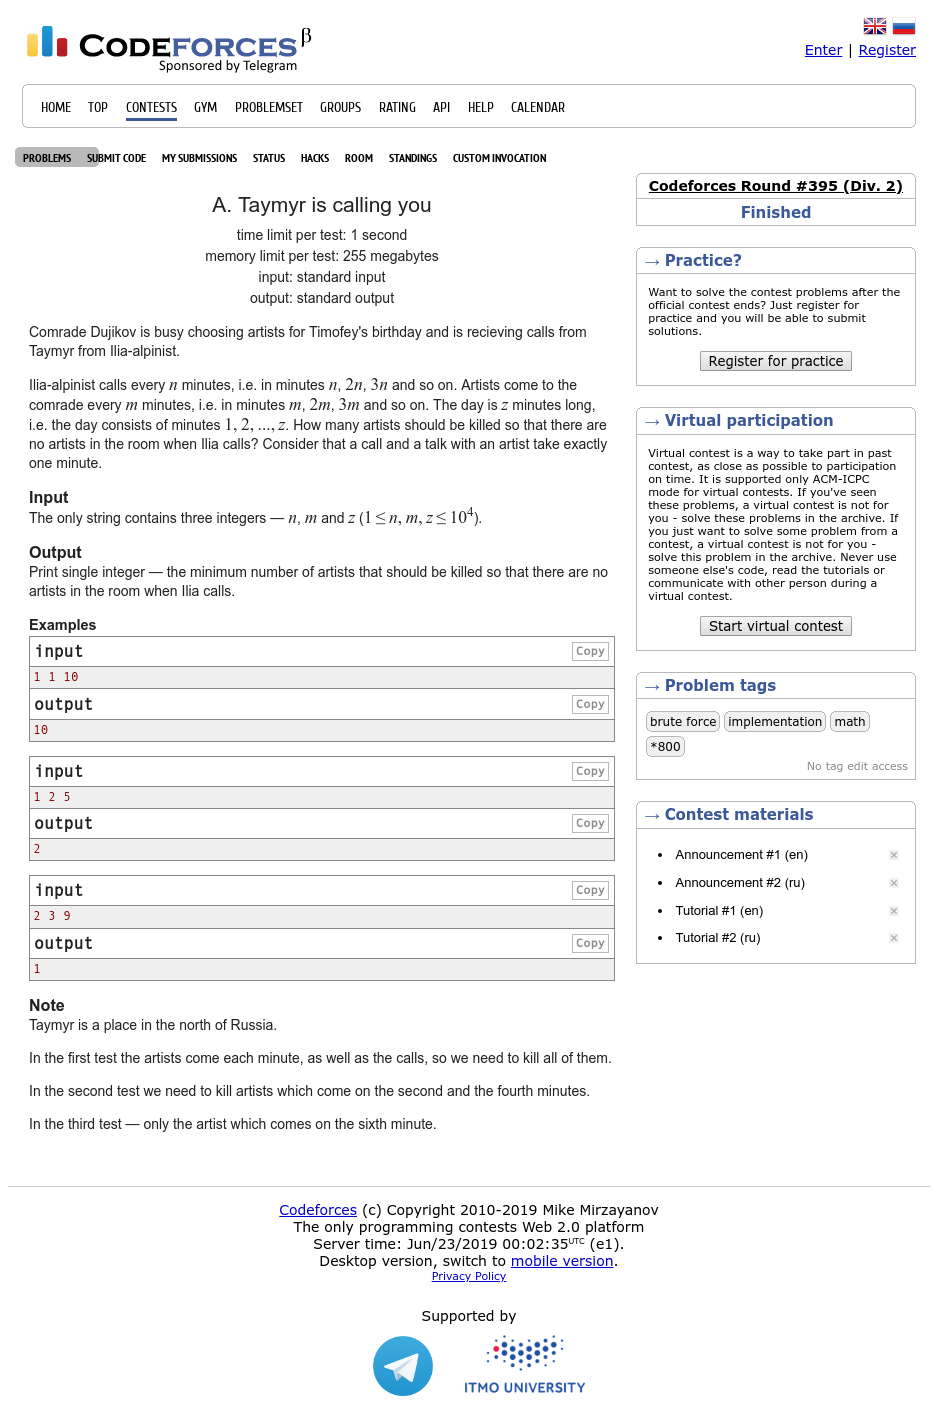 CODEFORCES β
Sponsored by Telegram
Enter | Register
HOME TOP CONTESTS GYM PROBLEMSET GROUPS RATING API HELP CALENDAR
PROBLEMS SUBMIT CODE MY SUBMISSIONS STATUS HACKS ROOM STANDINGS CUSTOM INVOCATION
A. Taymyr is calling you
time limit per test: 1 second
memory limit per test: 255 megabytes
input: standard input
output: standard output
Comrade Dujikov is busy choosing artists for Timofey's birthday and is recieving calls from
Taymyr from Ilia-alpinist.
Ilia-alpinist calls every n minutes, i.e. in minutes n, 2n, 3n and so on. Artists come to the
comrade every m minutes, i.e. in minutes m, 2m, 3m and so on. The day is z minutes long,
i.e. the day consists of minutes 1, 2, ..., z. How many artists should be killed so that there are
no artists in the room when Ilia calls? Consider that a call and a talk with an artist take exactly
one minute.
Input
The only string contains three integers — n, m and z (1 ≤ n, m, z ≤ 10⁴).
Output
Print single integer — the minimum number of artists that should be killed so that there are no
artists in the room when Ilia calls.
Examples
input Copy
1 1 10
output Copy
10
input Copy
1 2 5
output Copy
2
input Copy
2 3 9
output Copy
1
Note
Taymyr is a place in the north of Russia.
In the first test the artists come each minute, as well as the calls, so we need to kill all of them.
In the second test we need to kill artists which come on the second and the fourth minutes.
In the third test — only the artist which comes on the sixth minute.
Codeforces Round #395 (Div. 2)
Finished
→ Practice?
Want to solve the contest problems after the
official contest ends? Just register for
practice and you will be able to submit
solutions.
Register for practice
→ Virtual participation
Virtual contest is a way to take part in past
contest, as close as possible to participation
on time. It is supported only ACM-ICPC
mode for virtual contests. If you've seen
these problems, a virtual contest is not for
you - solve these problems in the archive. If
you just want to solve some problem from a
contest, a virtual contest is not for you -
solve this problem in the archive. Never use
someone else's code, read the tutorials or
communicate with other person during a
virtual contest.
Start virtual contest
→ Problem tags
brute force implementation math
*800
No tag edit access
→ Contest materials
• Announcement #1 (en) ×
• Announcement #2 (ru) ×
• Tutorial #1 (en) ×
• Tutorial #2 (ru) ×
Codeforces (c) Copyright 2010-2019 Mike Mirzayanov
The only programming contests Web 2.0 platform
Server time: Jun/23/2019 00:02:35UTC (e1).
Desktop version, switch to mobile version.
Privacy Policy
Supported by
ITMO UNIVERSITY